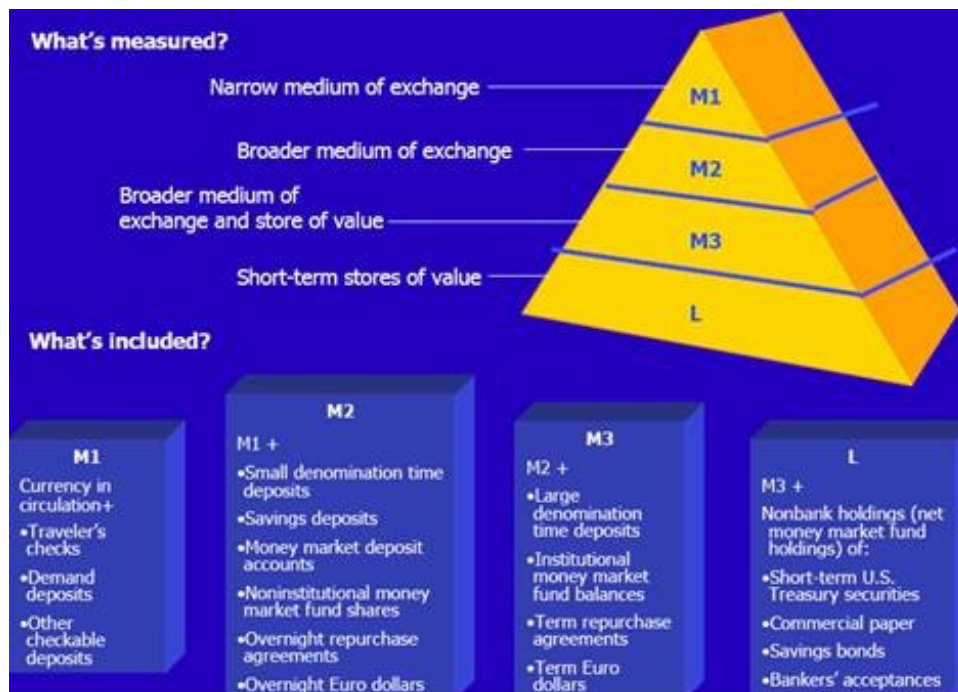 What's measured?
Narrow medium of exchange
M1
Broader medium of exchange
M2
Broader medium of
exchange and store of value
M3
Short-term stores of value
L
What's included?
M1
Currency in
circulation+
•Traveler's
checks
•Demand
deposits
•Other
checkable
deposits
M2
M1 +
•Small denomination time
deposits
•Savings deposits
•Money market deposit
accounts
•Noninstitutional money
market fund shares
•Overnight repurchase
agreements
•Overnight Euro dollars
M3
M2 +
•Large
denomination
time deposits
•Institutional
money market
fund balances
•Term repurchase
agreements
•Term Euro
dollars
L
M3 +
Nonbank holdings (net
money market fund
holdings) of:
•Short-term U.S.
Treasury securities
•Commercial paper
•Savings bonds
•Bankers' acceptances